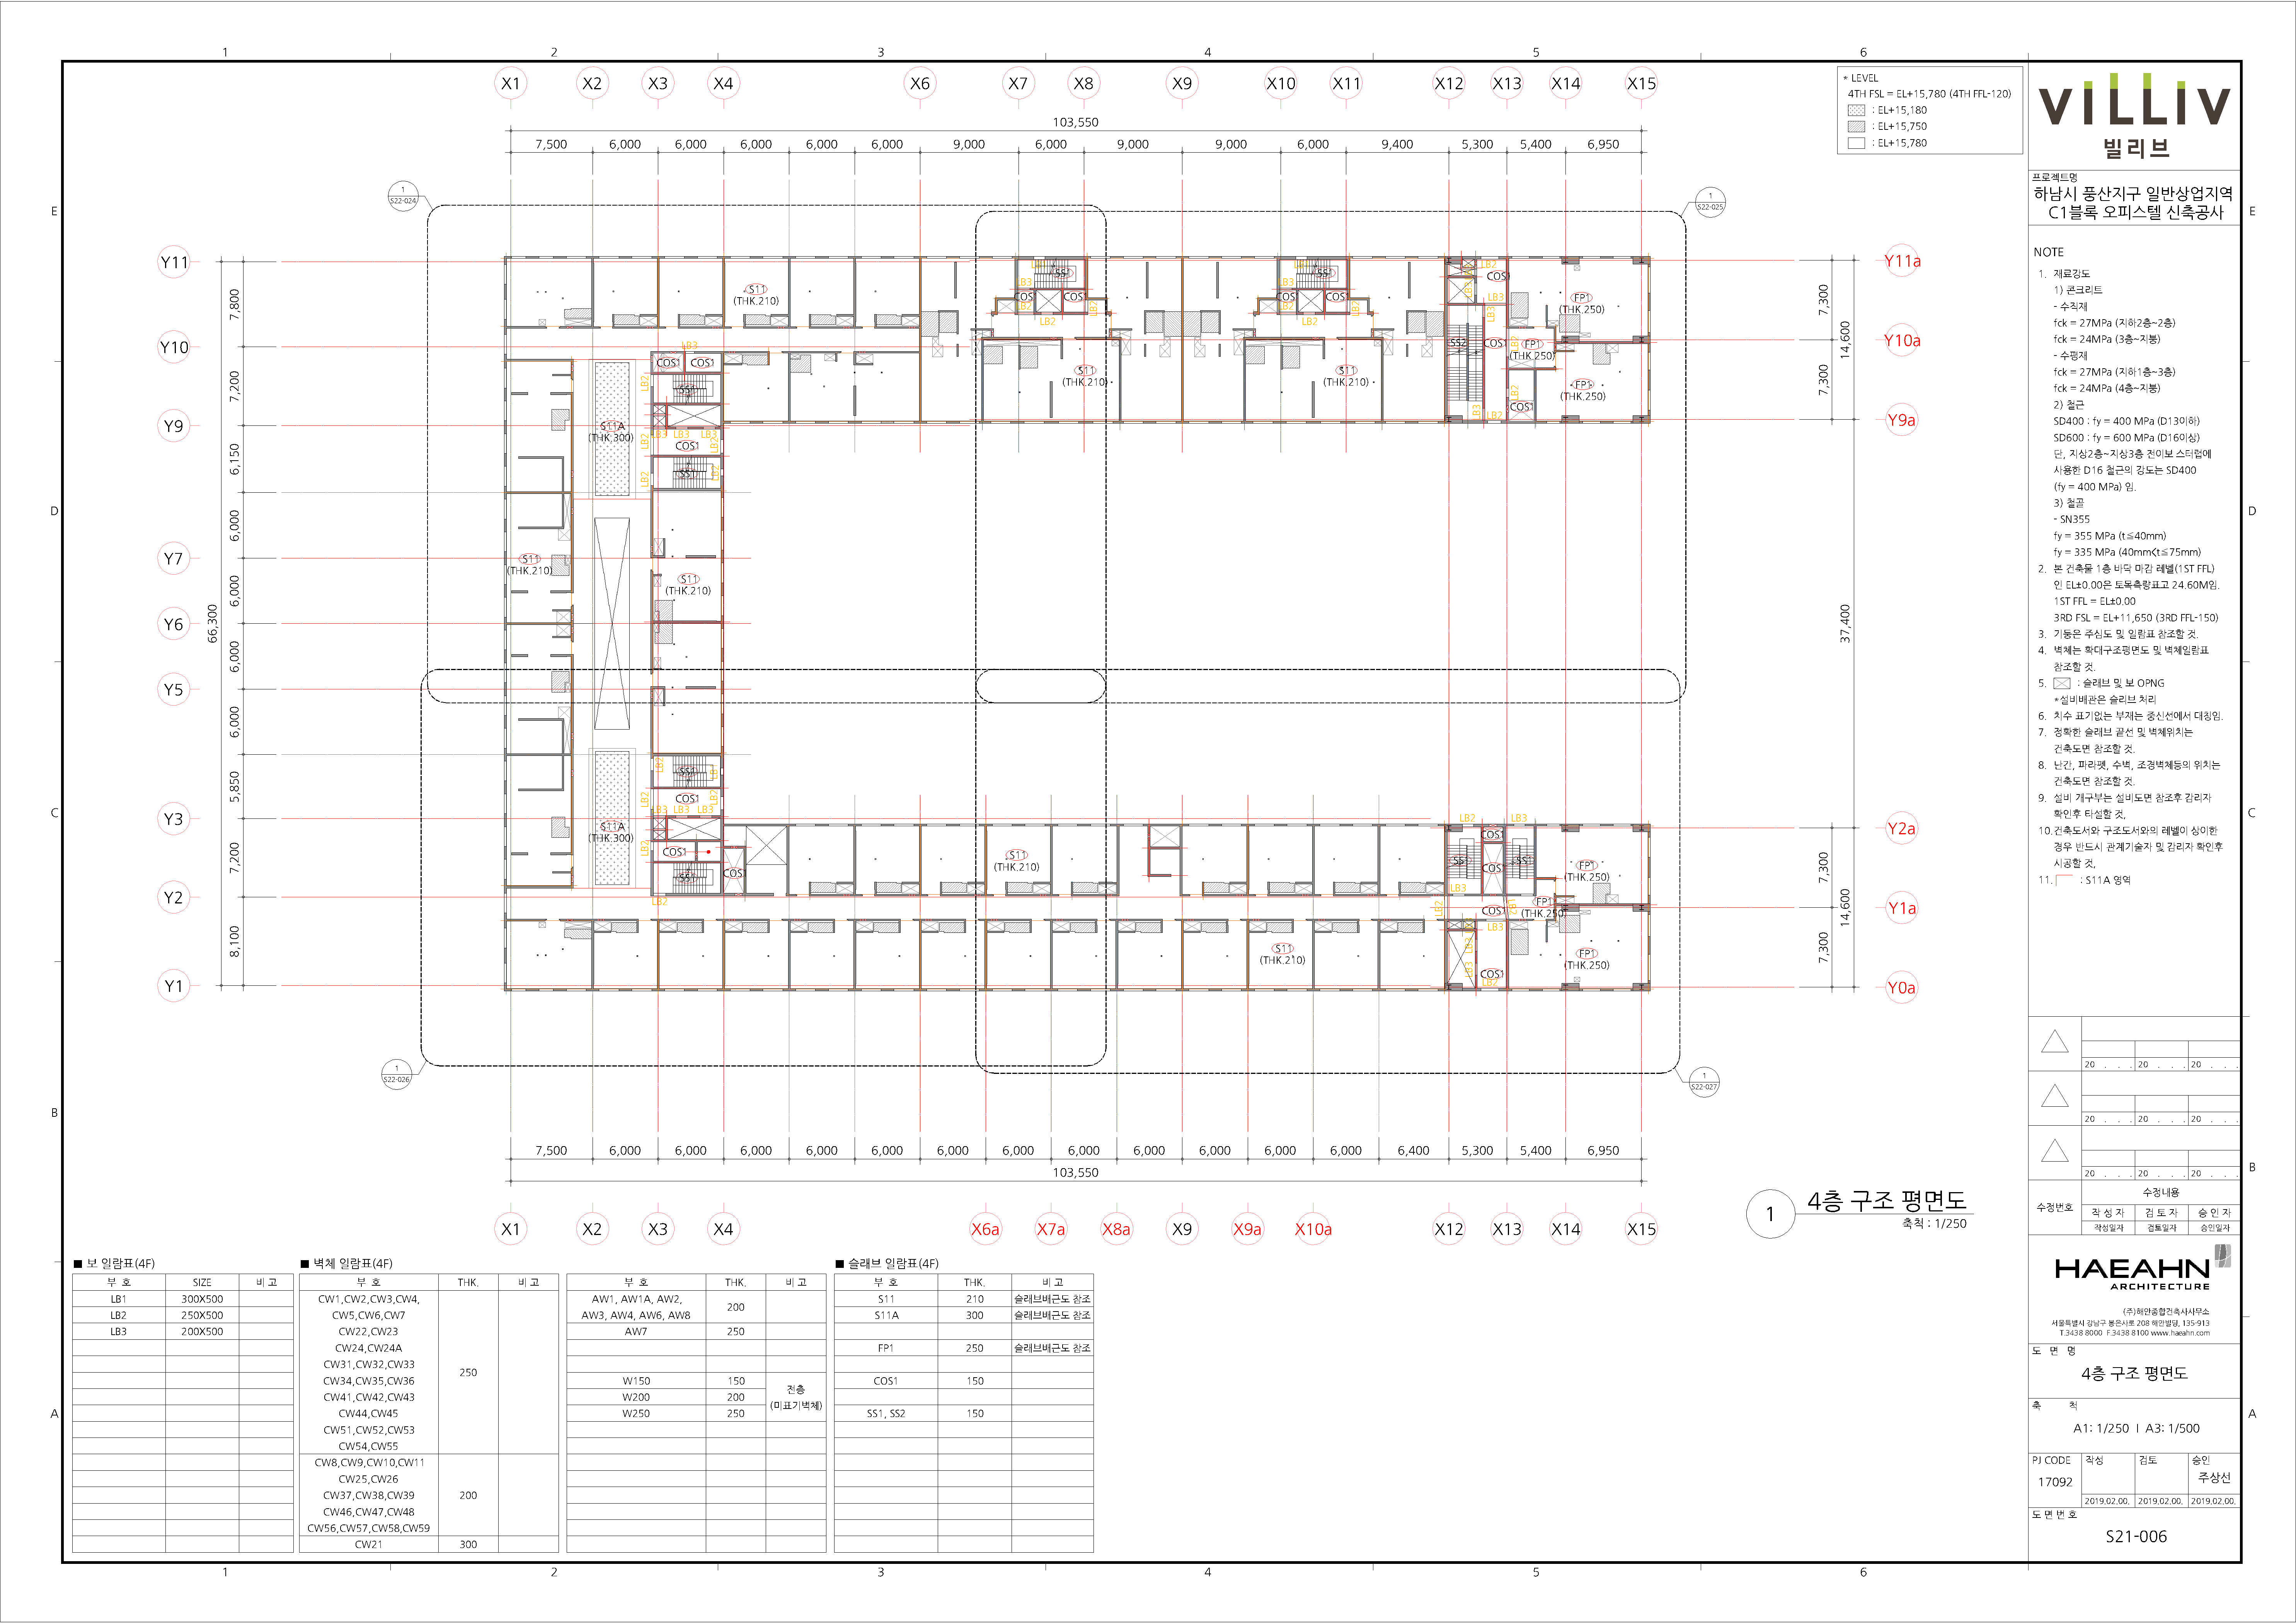 1 2 3 4 5 6
X1 X2 X3 X4 X6 X7 X8 X9 X10 X11 X12 X13 X14 X15
103,550
7,500 6,000 6,000 6,000 6,000 6,000 9,000 6,000 9,000 9,000 6,000 9,400 5,300 5,400 6,950
* LEVEL
4TH FSL = EL+15,780 (4TH FFL-120)
: EL+15,180
: EL+15,750
: EL+15,780
1
S22-024
1
S22-025
E
D
C
B
A
Y11
Y10
Y9
Y7
Y6
Y5
Y3
Y2
Y1
66,300
7,800
7,200
6,150
6,000
6,000
6,000
6,000
5,850
7,200
8,100
Y11a
Y10a
Y9a
Y2a
Y1a
Y0a
7,300
7,300
14,600
37,400
7,300
7,300
14,600
S11
(THK.210)
SS1
COS1
LB3
LB2
FP1
(THK.250)
SS2
S11A
(THK.300)
1
S22-026
1
S22-027
7,500 6,000 6,000 6,000 6,000 6,000 6,000 6,000 6,000 6,000 6,000 6,000 6,000 6,400 5,300 5,400 6,950
103,550
X1 X2 X3 X4 X6a X7a X8a X9 X9a X10a X12 X13 X14 X15
1
4층 구조 평면도
축척 : 1/250
■ 보 일람표(4F)
부 호 SIZE 비 고
LB1 300X500
LB2 250X500
LB3 200X500
■ 벽체 일람표(4F)
부 호 THK. 비 고
CW1,CW2,CW3,CW4,
CW5,CW6,CW7
CW22,CW23
CW24,CW24A
CW31,CW32,CW33
CW34,CW35,CW36
250
CW41,CW42,CW43
CW44,CW45
CW51,CW52,CW53
CW54,CW55
CW8,CW9,CW10,CW11
CW25,CW26
CW37,CW38,CW39
200
CW46,CW47,CW48
CW56,CW57,CW58,CW59
CW21 300
부 호 THK. 비 고
AW1, AW1A, AW2,
AW3, AW4, AW6, AW8
200
AW7 250
W150 150
W200 200
W250 250
전층
(미표기벽체)
■ 슬래브 일람표(4F)
부 호 THK. 비 고
S11 210 슬래브배근도 참조
S11A 300 슬래브배근도 참조
FP1 250 슬래브배근도 참조
COS1 150
SS1, SS2 150
VILLIV
빌리브
프로젝트명
하남시 풍산지구 일반상업지역
C1블록 오피스텔 신축공사
NOTE
1. 재료강도
1) 콘크리트
- 수직재
fck = 27MPa (지하2층~2층)
fck = 24MPa (3층~지붕)
- 수평재
fck = 27MPa (지하1층~3층)
fck = 24MPa (4층~지붕)
2) 철근
SD400 : fy = 400 MPa (D13이하)
SD600 : fy = 600 MPa (D16이상)
단, 지상2층~지상3층 전이보 스터럽에
사용한 D16 철근의 강도는 SD400
(fy = 400 MPa) 임.
3) 철골
- SN355
fy = 355 MPa (t≦40mm)
fy = 335 MPa (40mm<t≦75mm)
2. 본 건축물 1층 바닥 마감 레벨(1ST FFL)
인 EL±0.00은 토목측량표고 24.60M임.
1ST FFL = EL±0.00
3RD FSL = EL+11,650 (3RD FFL-150)
3. 기둥은 주심도 및 일람표 참조할 것.
4. 벽체는 확대구조평면도 및 벽체일람표
참조할 것.
5. : 슬래브 및 보 OPNG
*설비배관은 슬리브 처리
6. 치수 표기없는 부재는 중신선에서 대칭임.
7. 정확한 슬래브 끝선 및 벽체위치는
건축도면 참조할 것.
8. 난간, 파라펫, 수벽, 조경벽체등의 위치는
건축도면 참조할 것.
9. 설비 개구부는 설비도면 참조후 감리자
확인후 타설할 것,
10.건축도서와 구조도서와의 레벨이 상이한
경우 반드시 관계기술자 및 감리자 확인후
시공할 것,
11. : S11A 영역
20 . . . 20 . . . 20 . . .
20 . . . 20 . . . 20 . . .
20 . . . 20 . . . 20 . . .
수정번호
수정내용
작 성 자 검 토 자 승 인 자
작성일자 검토일자 승인일자
HAEAHN
ARCHITECTURE
(주)해안종합건축사사무소
서울특별시 강남구 봉은사로 208 해안빌딩, 135-913
T.3438 8000 F.3438 8100 www.haeahn.com
도 면 명
4층 구조 평면도
축 척
A1: 1/250 I A3: 1/500
PJ CODE 작성 검토 승인
17092 주상선
2019.02.00. 2019.02.00. 2019.02.00.
도면번호
S21-006
1 2 3 4 5 6